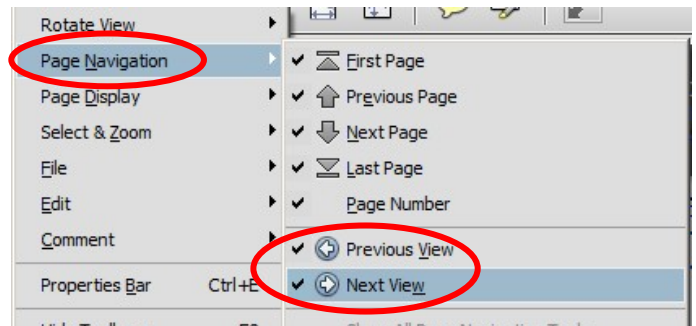 Rotate View
Page Navigation
Page Display
Select & Zoom
File
Edit
Comment
Properties Bar Ctrl+E
First Page
Previous Page
Next Page
Last Page
Page Number
Previous View
Next View